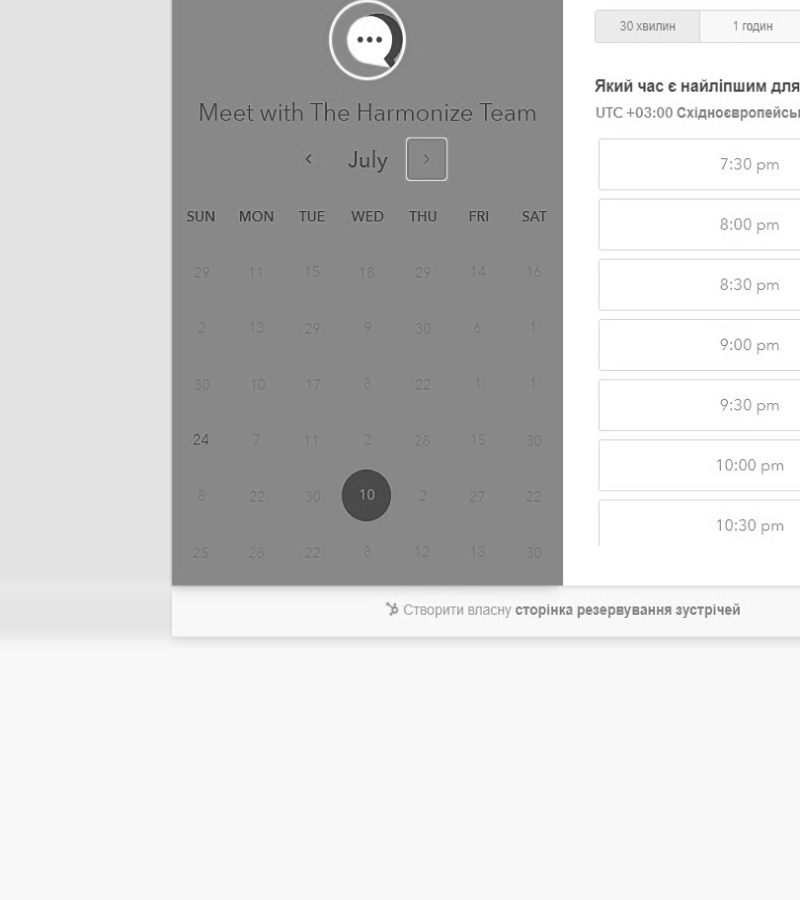 30 хвилин 1 годин
Який час є найліпшим для
UTC +03:00 Східноєвропейсь
Meet with The Harmonize Team
July
SUN MON TUE WED THU FRI SAT
29 11 15 18 29 14 16
2 13 29 9 30 6 1
30 10 17 8 22 1 1
24 7 11 2 28 15 30
8 22 30 10 2 27 22
25 28 22 8 12 13 30
7:30 pm
8:00 pm
8:30 pm
9:00 pm
9:30 pm
10:00 pm
10:30 pm
Створити власну сторінка резервування зустрічей